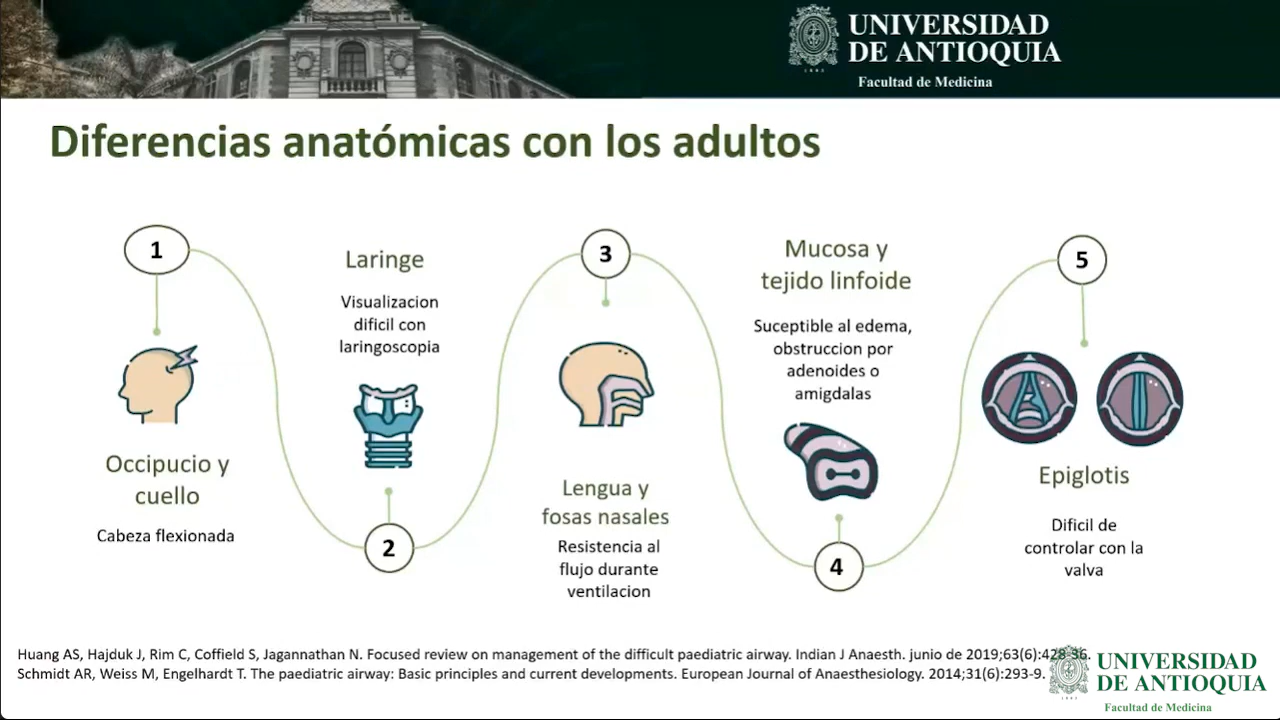 UNIVERSIDAD
DE ANTIOQUIA
1803
Facultad de Medicina
Diferencias anatómicas con los adultos
1
Occipucio y
cuello
Cabeza flexionada
Laringe
Visualizacion
dificil con
laringoscopia
2
3
Lengua y
fosas nasales
Resistencia al
flujo durante
ventilacion
Mucosa y
tejido linfoide
Suceptible al edema,
obstruccion por
adenoides o
amigdalas
4
5
Epiglotis
Dificil de
controlar con la
valva
Huang AS, Hajduk J, Rim C, Coffield S, Jagannathan N. Focused review on management of the difficult paediatric airway. Indian J Anaesth. junio de 2019;63(6):428-36.
Schmidt AR, Weiss M, Engelhardt T. The paediatric airway: Basic principles and current developments. European Journal of Anaesthesiology. 2014;31(6):293-9.
UNIVERSIDAD
DE ANTIOQUIA
Facultad de Medicina